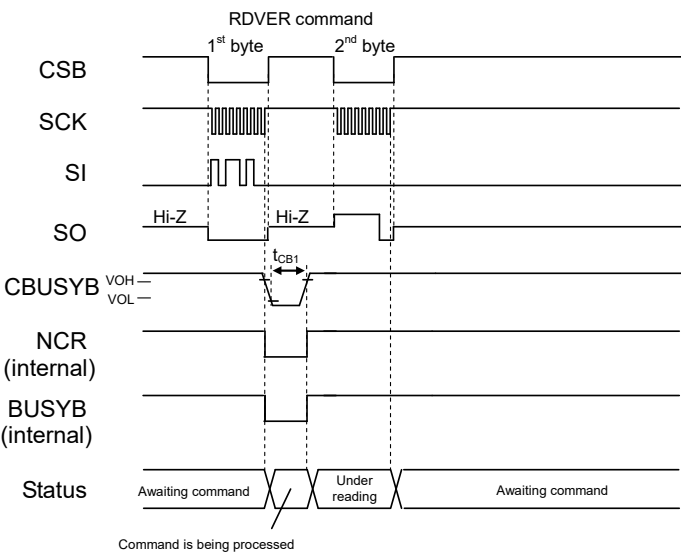 RDVER command
1st byte
2nd byte
CSB
SCK
SI
Hi-Z
Hi-Z
SO
tCB1
CBUSYB
VOH
VOL
NCR
(internal)
BUSYB
(internal)
Status
Awaiting command
Under
reading
Awaiting command
Command is being processed